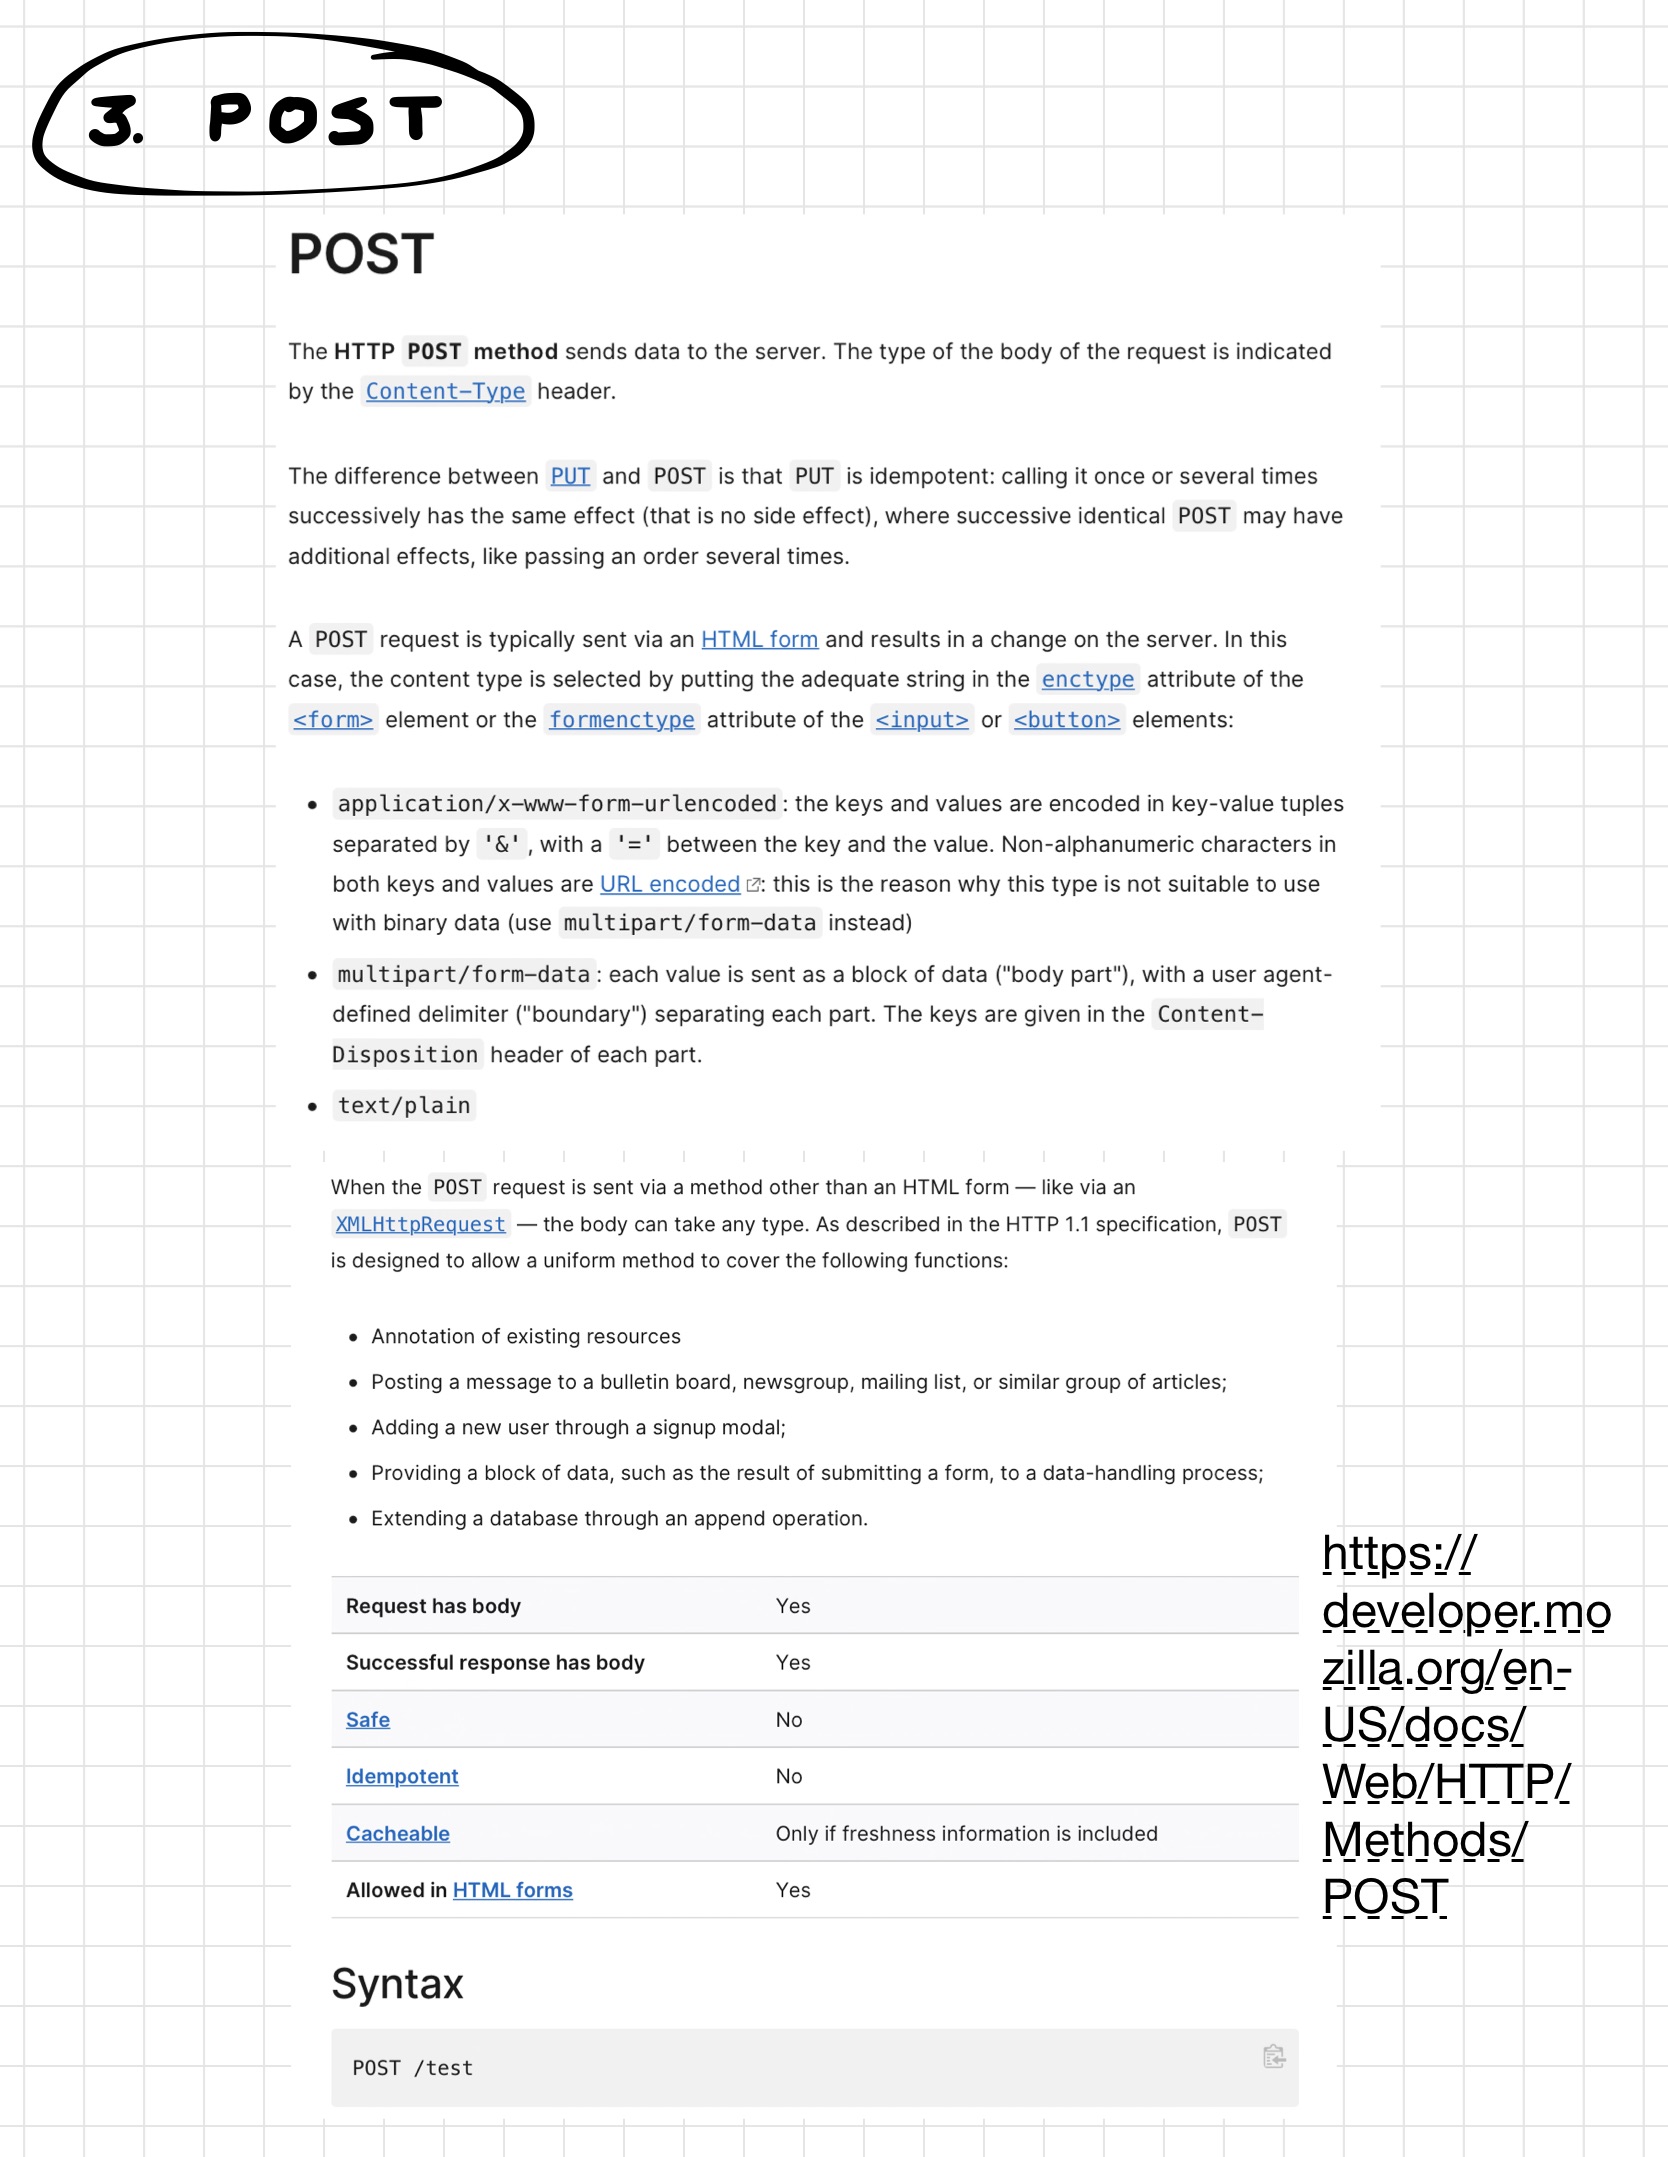 3. POST
POST
The HTTP POST method sends data to the server. The type of the body of the request is indicated
by the Content-Type header.
The difference between PUT and POST is that PUT is idempotent: calling it once or several times
successively has the same effect (that is no side effect), where successive identical POST may have
additional effects, like passing an order several times.
A POST request is typically sent via an HTML form and results in a change on the server. In this
case, the content type is selected by putting the adequate string in the enctype attribute of the
<form> element or the formenctype attribute of the <input> or <button> elements:
• application/x-www-form-urlencoded: the keys and values are encoded in key-value tuples
separated by '&', with a '=' between the key and the value. Non-alphanumeric characters in
both keys and values are URL encoded: this is the reason why this type is not suitable to use
with binary data (use multipart/form-data instead)
• multipart/form-data: each value is sent as a block of data ("body part"), with a user agent-
defined delimiter ("boundary") separating each part. The keys are given in the Content-
Disposition header of each part.
• text/plain
When the POST request is sent via a method other than an HTML form — like via an
XMLHttpRequest — the body can take any type. As described in the HTTP 1.1 specification, POST
is designed to allow a uniform method to cover the following functions:
• Annotation of existing resources
• Posting a message to a bulletin board, newsgroup, mailing list, or similar group of articles;
• Adding a new user through a signup modal;
• Providing a block of data, such as the result of submitting a form, to a data-handling process;
• Extending a database through an append operation.
Request has body Yes
Successful response has body Yes
Safe No
Idempotent No
Cacheable Only if freshness information is included
Allowed in HTML forms Yes
https://
developer.mo
zilla.org/en-
US/docs/
Web/HTTP/
Methods/
POST
Syntax
POST /test